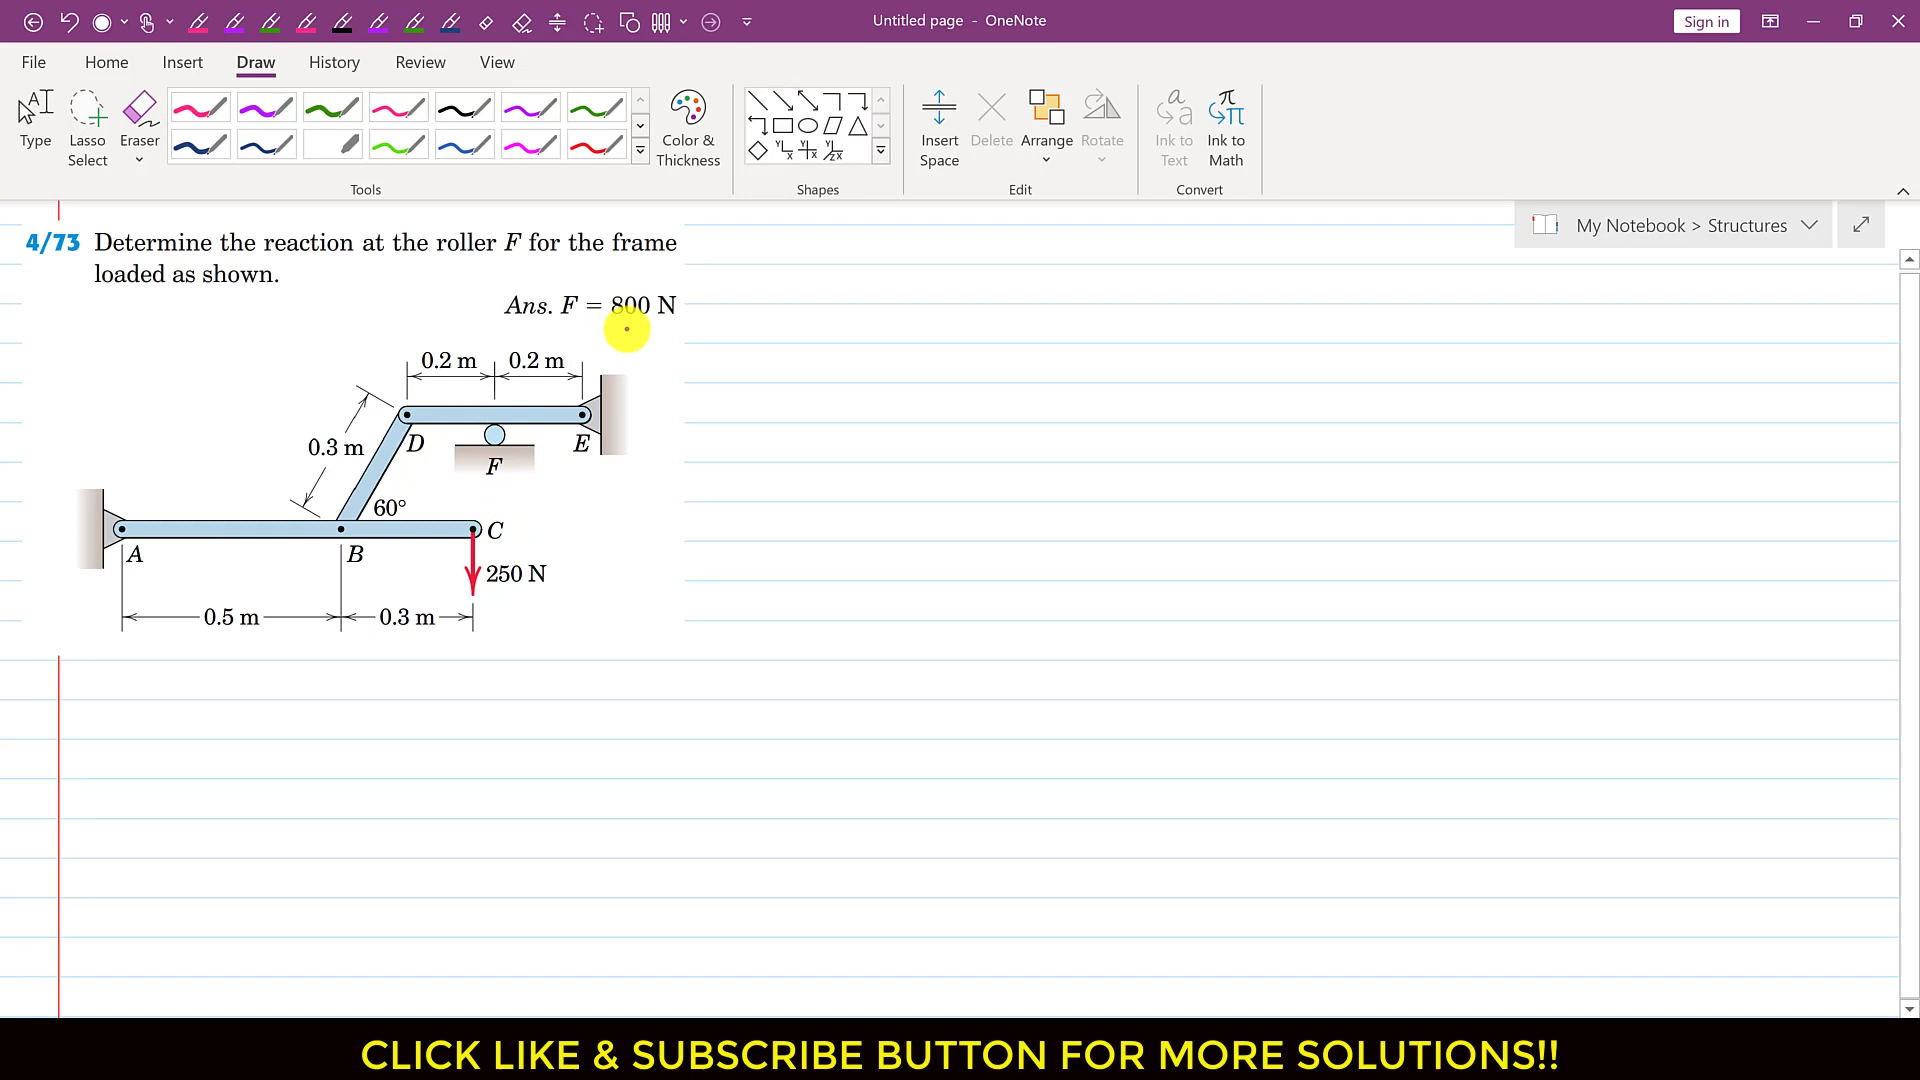 Untitled page - OneNote
Sign in
File
Home
Insert
Draw
History
Review
View
Type
Lasso
Select
Eraser
Color &
Thickness
Insert
Space
Delete
Arrange
Rotate
Ink to
Text
Ink to
Math
Tools
Shapes
Edit
Convert
My Notebook > Structures
4/73 Determine the reaction at the roller F for the frame
loaded as shown.
Ans. F = 800 N
0.2 m
0.2 m
0.3 m
D
E
F
60°
A
B
C
250 N
0.5 m
0.3 m
CLICK LIKE & SUBSCRIBE BUTTON FOR MORE SOLUTIONS!!